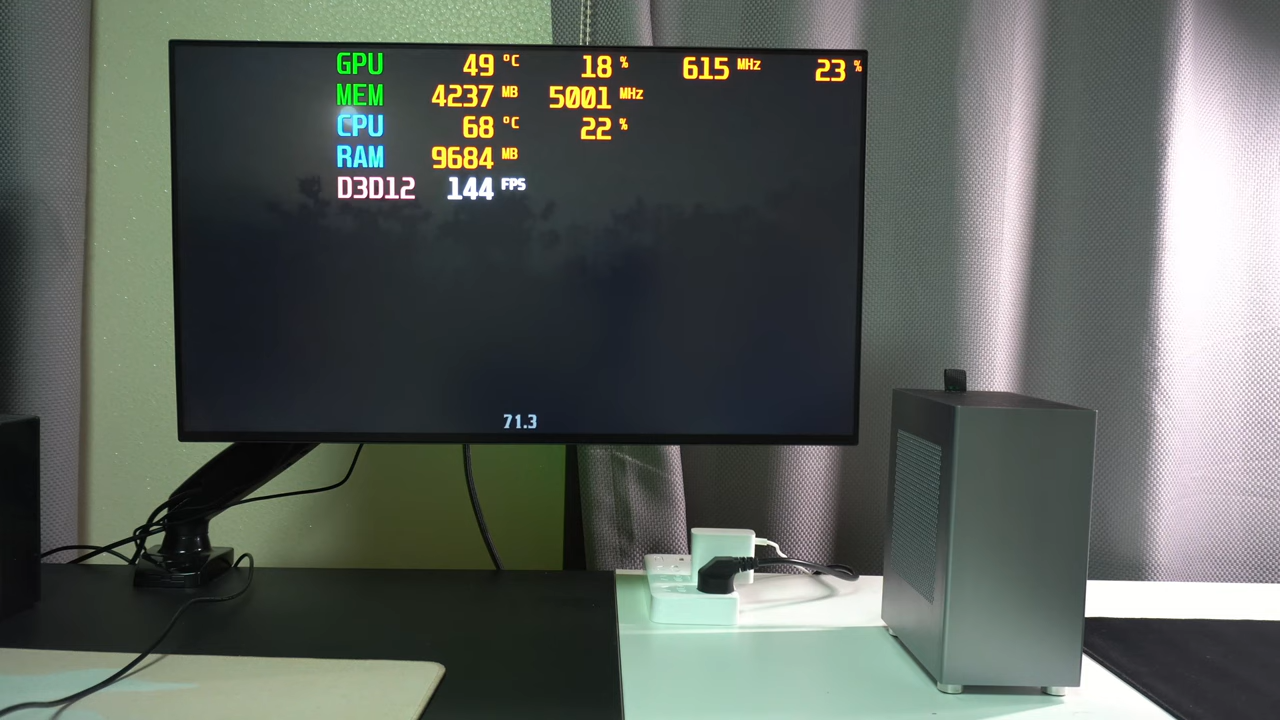 GPU 49 °C 18 % 615 MHz 23 %
MEM 4237 MB 5001 MHz
CPU 68 °C 22 %
RAM 9684 MB
D3D12 144 FPS
71.3